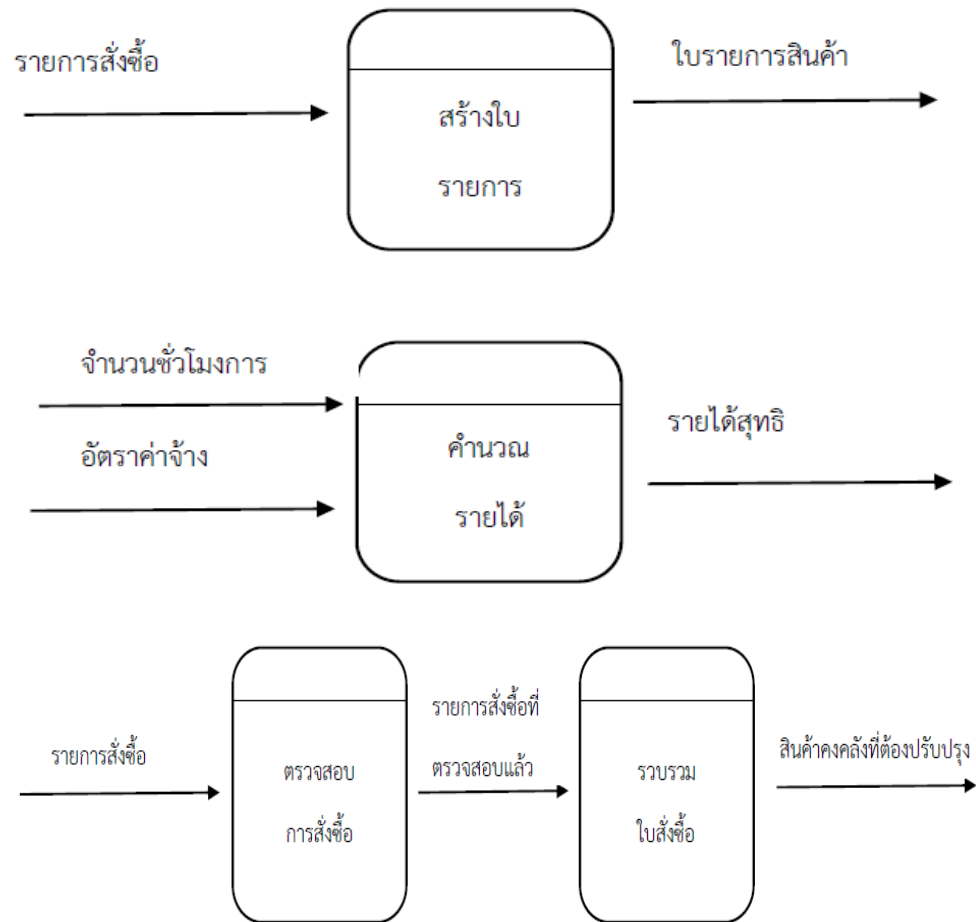 รายการสั่งซื้อ
ใบรายการสินค้า
สร้างใบ
รายการ
จำนวนชั่วโมงการ
อัตราค่าจ้าง
คำนวณ
รายได้
รายได้สุทธิ
รายการสั่งซื้อ
ตรวจสอบ
การสั่งซื้อ
รายการสั่งซื้อที่
ตรวจสอบแล้ว
รวบรวม
ใบสั่งซื้อ
สินค้าคงคลังที่ต้องปรับปรุง